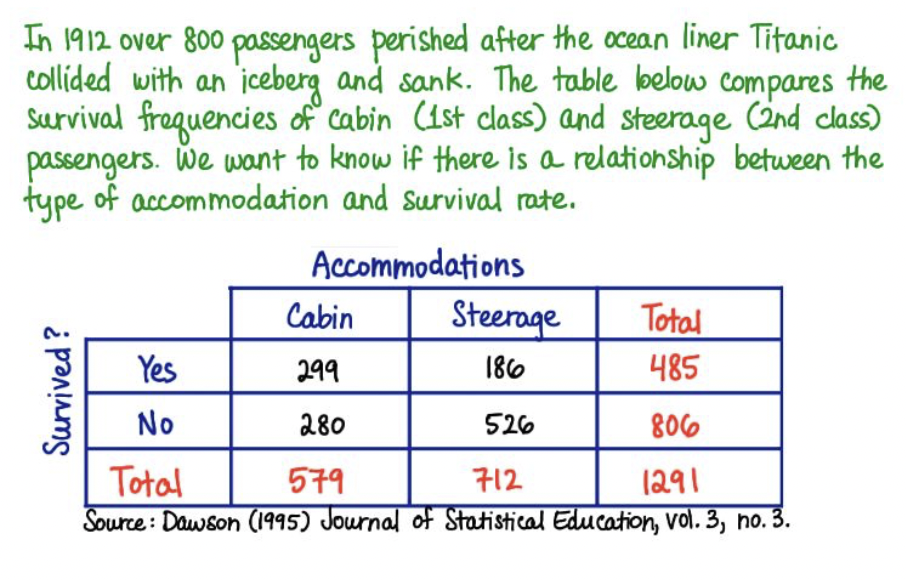 In 1912 over 800 passengers perished after the ocean liner Titanic
collided with an iceberg and sank. The table below compares the
survival frequencies of cabin (1st class) and steerage (2nd class)
passengers. We want to know if there is a relationship between the
type of accommodation and survival rate.
Accommodations
Cabin Steerage Total
Survived?
Yes 299 186 485
No 280 526 806
Total 579 712 1291
Source: Dawson (1995) Journal of Statistical Education, vol. 3, no. 3.